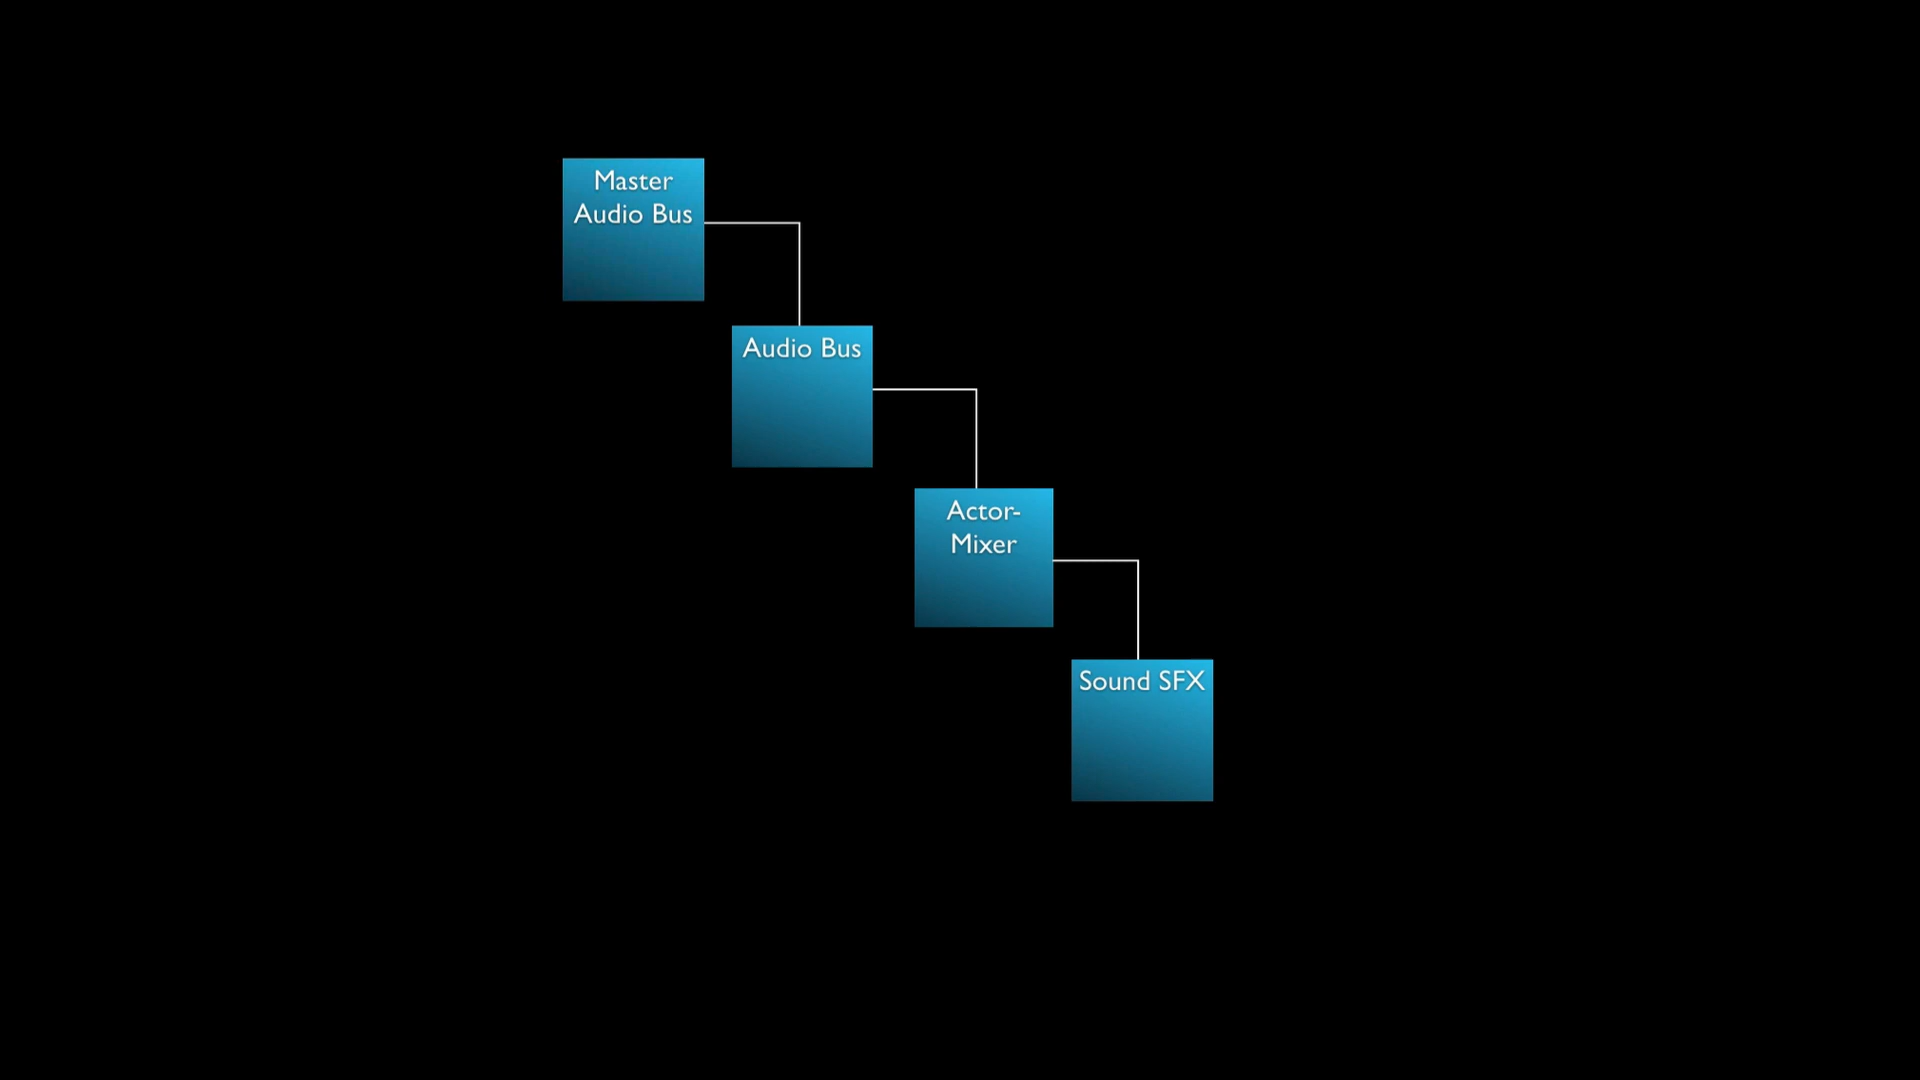 Master
Audio Bus
Audio Bus
Actor-
Mixer
Sound SFX